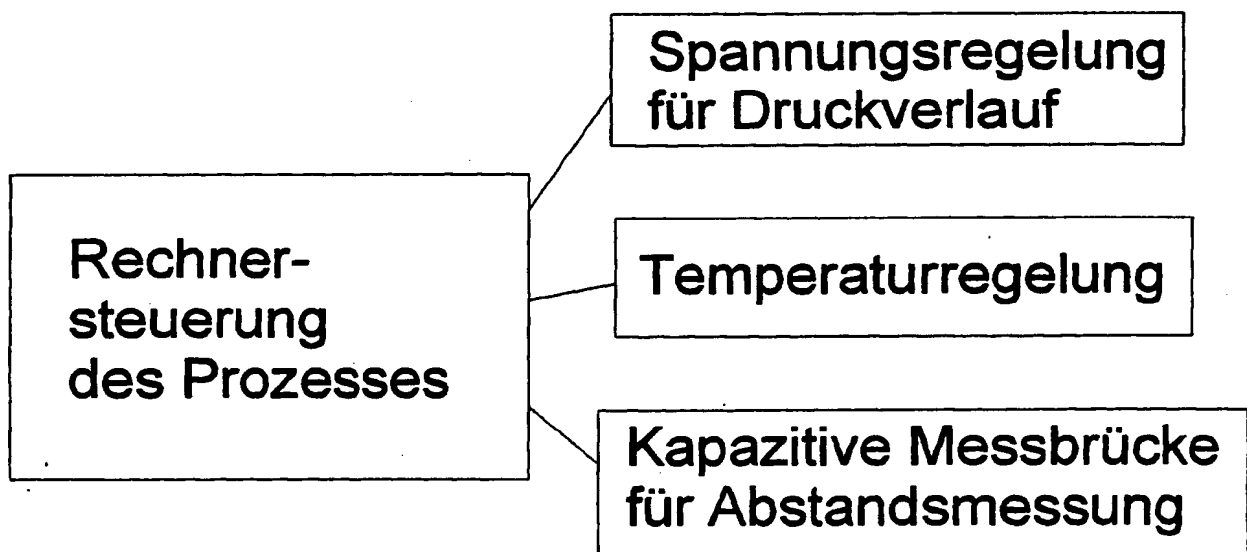 Spannungsregelung
für Druckverlauf
Rechner-
steuerung
des Prozesses
Temperaturregelung
Kapazitive Messbrücke
für Abstandsmessung